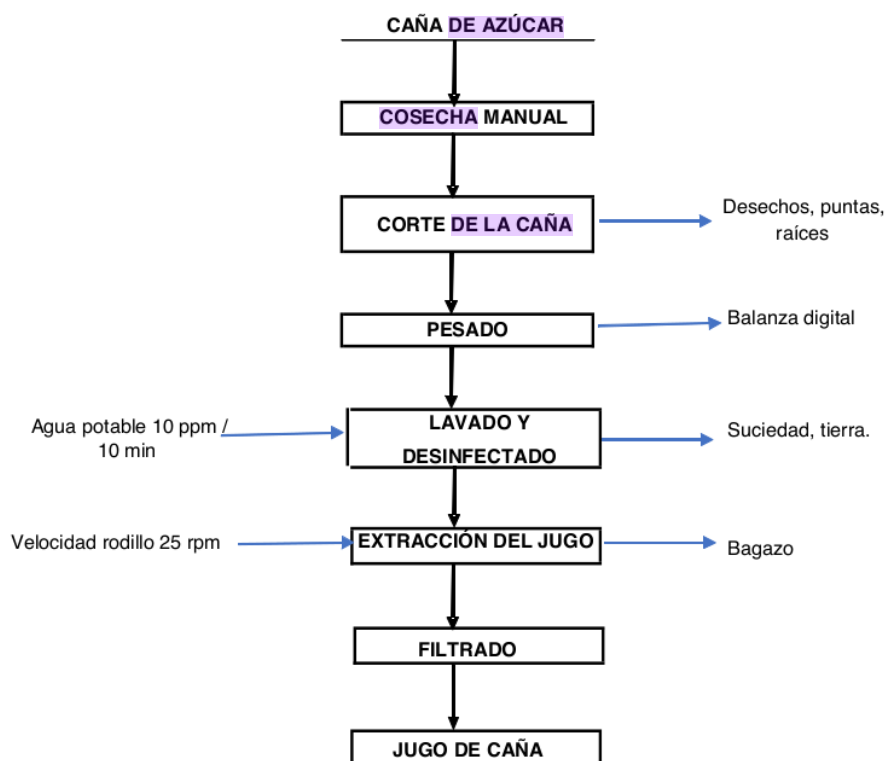 CAÑA DE AZÚCAR
COSECHA MANUAL
CORTE DE LA CAÑA
Desechos, puntas,
raíces
PESADO
Balanza digital
Agua potable 10 ppm /
10 min
LAVADO Y
DESINFECTADO
Suciedad, tierra.
Velocidad rodillo 25 rpm
EXTRACCIÓN DEL JUGO
Bagazo
FILTRADO
JUGO DE CAÑA